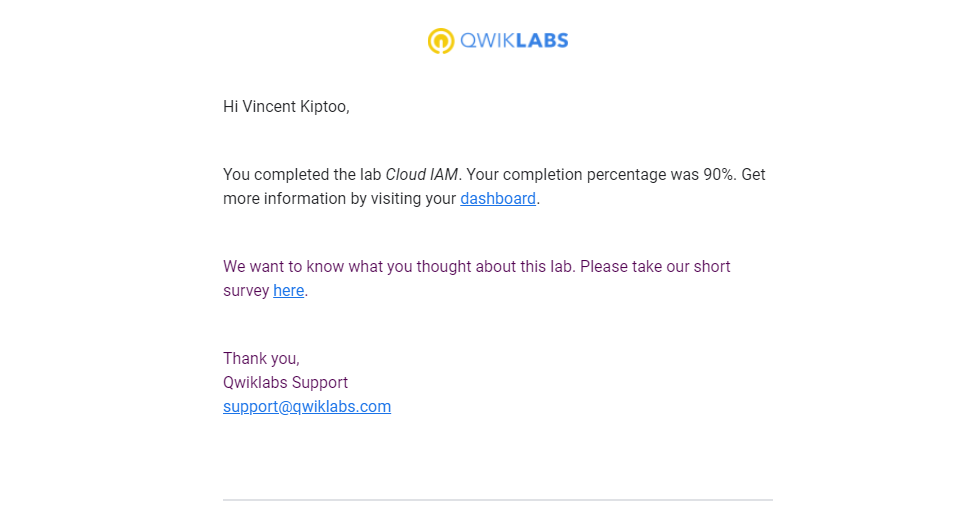 QWIKLABS
Hi Vincent Kiptoo,
You completed the lab Cloud IAM. Your completion percentage was 90%. Get
more information by visiting your dashboard.
We want to know what you thought about this lab. Please take our short
survey here.
Thank you,
Qwiklabs Support
support@qwiklabs.com